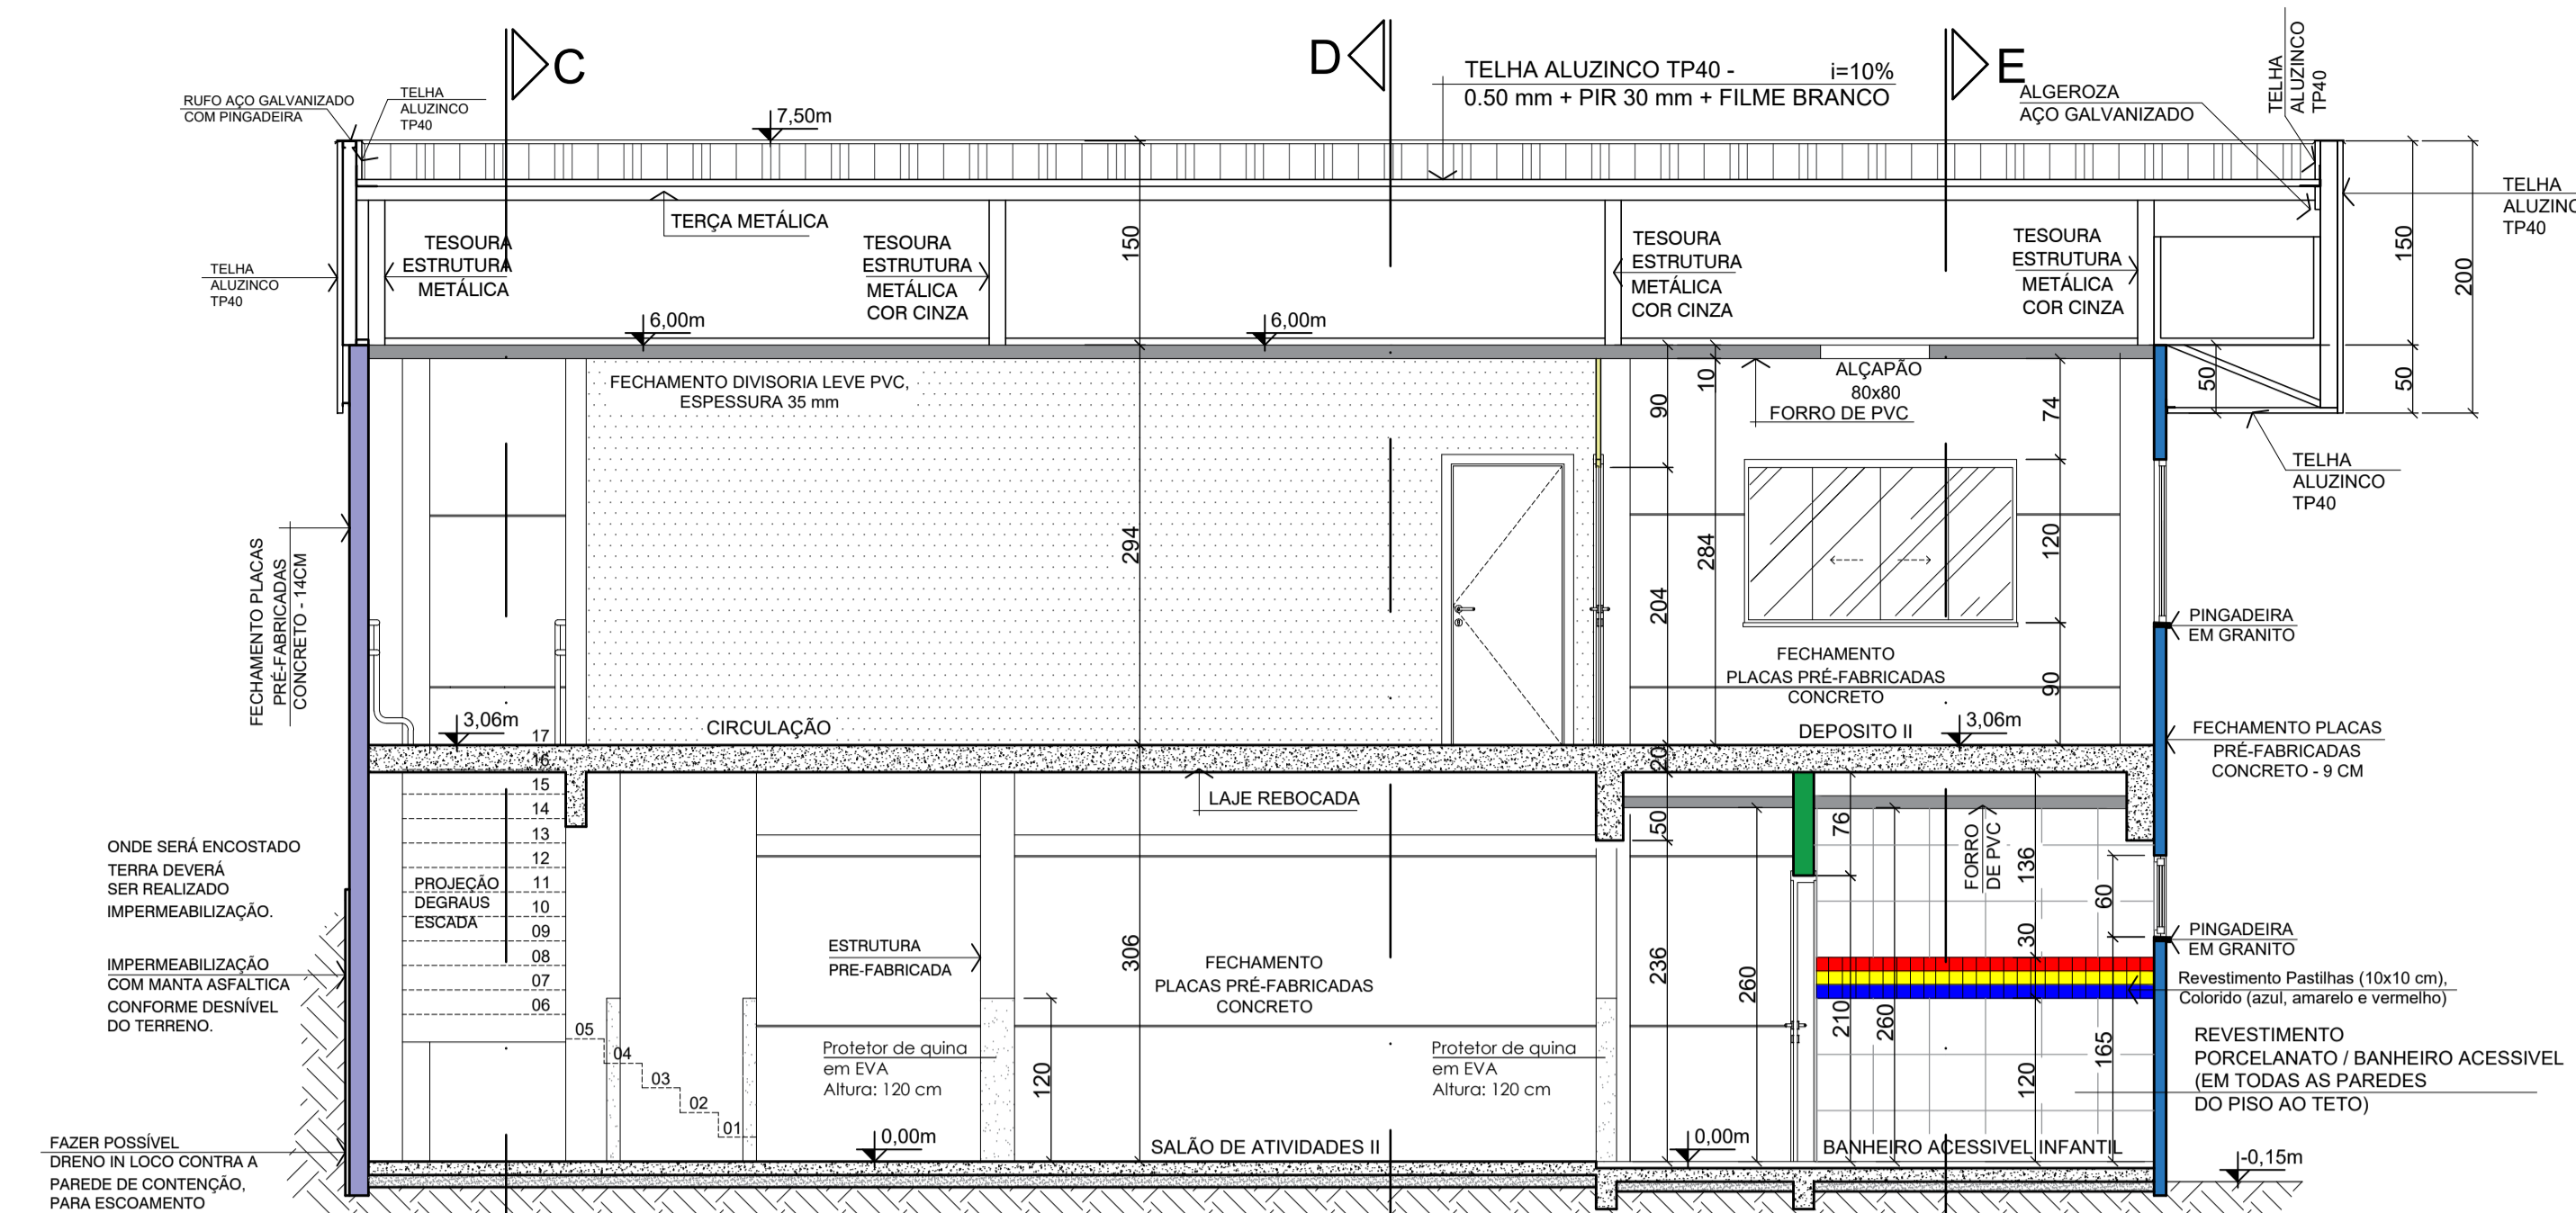 C
D
E
RUFO AÇO GALVANIZADO
COM PINGADEIRA
TELHA
ALUZINCO
TP40
7,50m
TELHA ALUZINCO TP40 - i=10%
0.50 mm + PIR 30 mm + FILME BRANCO
ALGEROZA
AÇO GALVANIZADO
TELHA
ALUZINCO
TP40
TELHA
ALUZINC
TP40
TELHA
ALUZINCO
TP40
TESOURA
ESTRUTURA
METÁLICA
TERÇA METÁLICA
TESOURA
ESTRUTURA
METÁLICA
COR CINZA
150
TESOURA
ESTRUTURA
METÁLICA
COR CINZA
TESOURA
ESTRUTURA
METÁLICA
COR CINZA
150
200
6,00m
6,00m
FECHAMENTO DIVISORIA LEVE PVC,
ESPESSURA 35 mm
90
10
ALÇAPÃO
80x80
FORRO DE PVC
74
50
50
TELHA
ALUZINCO
TP40
FECHAMENTO PLACAS
PRÉ-FABRICADAS
CONCRETO - 14CM
294
204
284
120
90
PINGADEIRA
EM GRANITO
FECHAMENTO
PLACAS PRÉ-FABRICADAS
CONCRETO
3,06m
CIRCULAÇÃO
DEPOSITO II
3,06m
FECHAMENTO PLACAS
PRÉ-FABRICADAS
CONCRETO - 9 CM
17
16
15
14
13
12
11
10
09
08
07
06
05
04
03
02
01
20
LAJE REBOCADA
50
76
FORRO
DE PVC
136
60
ONDE SERÁ ENCOSTADO
TERRA DEVERÁ
SER REALIZADO
IMPERMEABILIZAÇÃO.
PROJEÇÃO
DEGRAUS
ESCADA
IMPERMEABILIZAÇÃO
COM MANTA ASFALTICA
CONFORME DESNÍVEL
DO TERRENO.
ESTRUTURA
PRE-FABRICADA
306
FECHAMENTO
PLACAS PRÉ-FABRICADAS
CONCRETO
236
260
210
260
30
120
165
PINGADEIRA
EM GRANITO
Revestimento Pastilhas (10x10 cm),
Colorido (azul, amarelo e vermelho)
REVESTIMENTO
PORCELANATO / BANHEIRO ACESSIVEL
(EM TODAS AS PAREDES
DO PISO AO TETO)
Protetor de quina
em EVA
Altura: 120 cm
120
Protetor de quina
em EVA
Altura: 120 cm
FAZER POSSÍVEL
DRENO IN LOCO CONTRA A
PAREDE DE CONTENÇÃO,
PARA ESCOAMENTO
0,00m
SALÃO DE ATIVIDADES II
0,00m
BANHEIRO ACESSIVEL INFANTIL
-0,15m